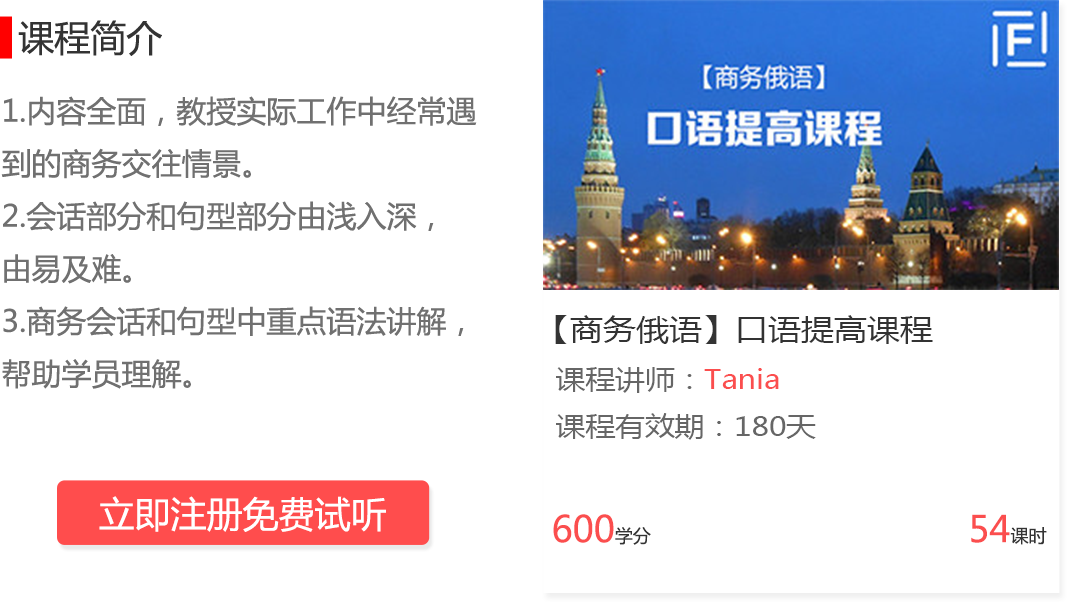 课程简介
1.内容全面，教授实际工作中经常遇
到的商务交往情景。
2.会话部分和句型部分由浅入深，
由易及难。
3.商务会话和句型中重点语法讲解，
帮助学员理解。
立即注册免费试听
【商务俄语】
口语提高课程
【商务俄语】口语提高课程
课程讲师：Tania
课程有效期：180天
600学分
54课时